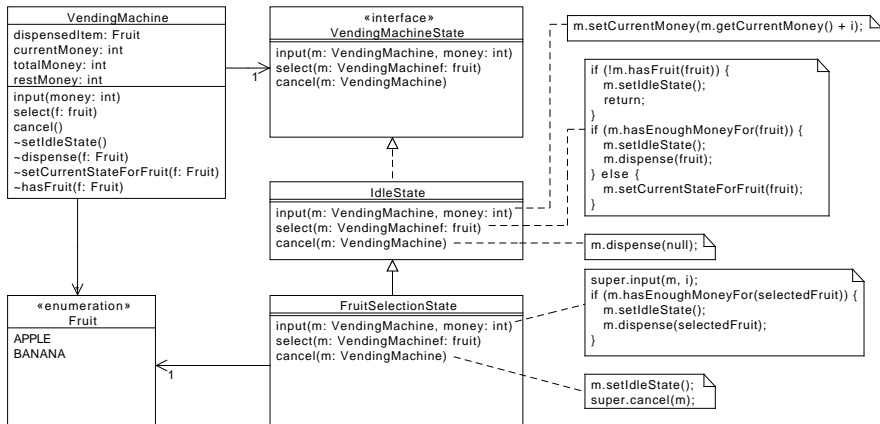 VendingMachine
dispensedItem: Fruit
currentMoney: int
totalMoney: int
restMoney: int
input(money: int)
select(f: fruit)
cancel()
~setIdleState()
~dispense(f: Fruit)
~setCurrentStateForFruit(f: Fruit)
~hasFruit(f: Fruit)
1
«interface»
VendingMachineState
input(m: VendingMachine, money: int)
select(m: VendingMachinef: fruit)
cancel(m: VendingMachine)
m.setCurrentMoney(m.getCurrentMoney() + i);
if (!m.hasFruit(fruit)) {
m.setIdleState();
return;
}
if (m.hasEnoughMoneyFor(fruit)) {
m.setIdleState();
m.dispense(fruit);
} else {
m.setCurrentStateForFruit(fruit);
}
IdleState
input(m: VendingMachine, money: int)
select(m: VendingMachinef: fruit)
cancel(m: VendingMachine)
m.dispense(null);
«enumeration»
Fruit
APPLE
BANANA
1
FruitSelectionState
input(m: VendingMachine, money: int)
select(m: VendingMachinef: fruit)
cancel(m: VendingMachine)
super.input(m, i);
if (m.hasEnoughMoneyFor(selectedFruit)) {
m.setIdleState();
m.dispense(selectedFruit);
}
m.setIdleState();
super.cancel(m);